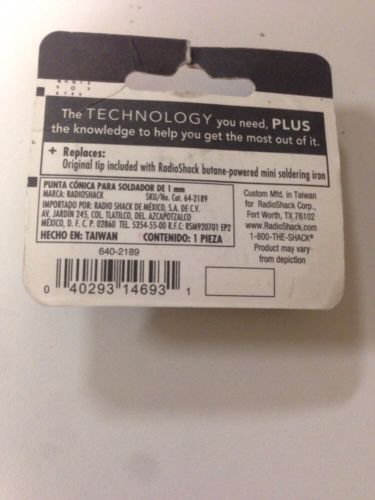 The TECHNOLOGY you need, PLUS
the knowledge to help you get the most out of it.
+ Replaces:
Original tip included with RadioShack butane-powered mini soldering iron
PUNTA CÓNICA PARA SOLDADOR DE 1 mm
MARCA: RADIOSHACK SKU/No. Cat. 64-2189
IMPORTADO POR: RADIO SHACK DE MÉXICO, S.A. DE C.V.
AV. JARDÍN 245, COL. TLATILCO, DEL. AZCAPOTZALCO
MÉXICO, D. F. C.P. 02860 TEL. 5354-55-00 R.F.C: RSM920701 EP2
HECHO EN: TAIWAN CONTENIDO: 1 PIEZA
Custom Mfd. in Taiwan
for RadioShack Corp.,
Fort Worth, TX 76102
www.RadioShack.com
1-800-THE-SHACK®
Product may vary
from depiction
640-2189
0 40293 14693 1